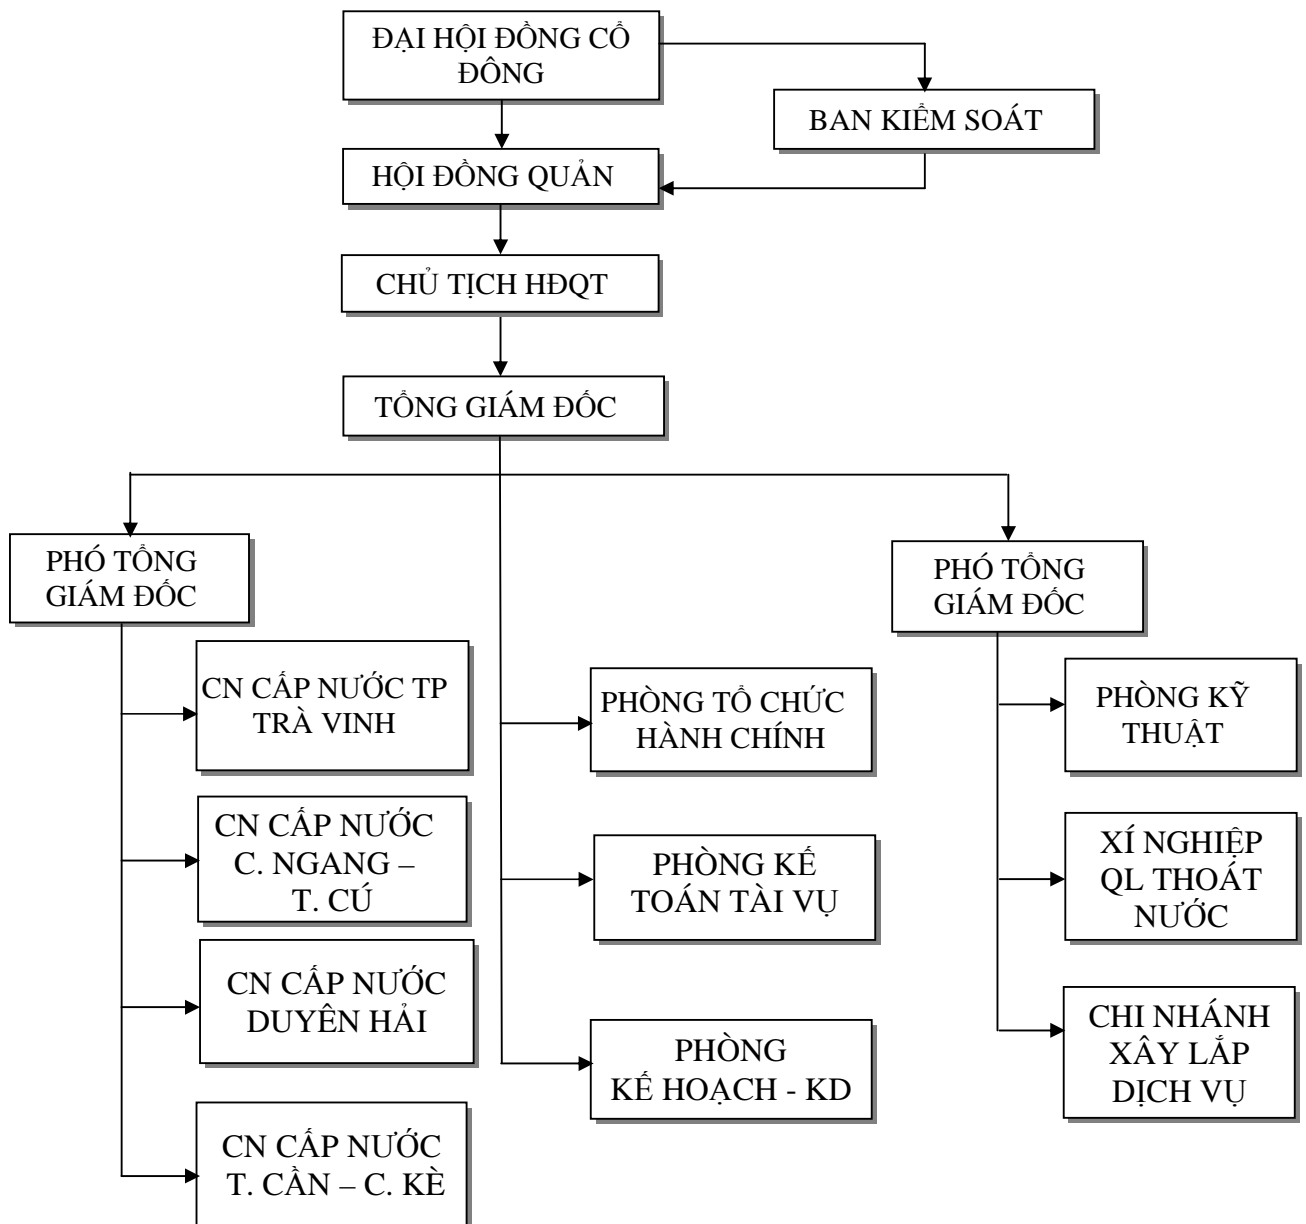 ĐẠI HỘI ĐỒNG CỔ
ĐÔNG
BAN KIỂM SOÁT
HỘI ĐỒNG QUẢN
CHỦ TỊCH HĐQT
TỔNG GIÁM ĐỐC
PHÓ TỔNG
GIÁM ĐỐC
PHÓ TỔNG
GIÁM ĐỐC
CN CẤP NƯỚC TP
TRÀ VINH
CN CẤP NƯỚC
C. NGANG –
T. CÚ
CN CẤP NƯỚC
DUYÊN HẢI
CN CẤP NƯỚC
T. CẦN – C. KÈ
PHÒNG TỔ CHỨC
HÀNH CHÍNH
PHÒNG KẾ
TOÁN TÀI VỤ
PHÒNG
KẾ HOẠCH - KD
PHÒNG KỸ
THUẬT
XÍ NGHIỆP
QL THOÁT
NƯỚC
CHI NHÁNH
XÂY LẮP
DỊCH VỤ